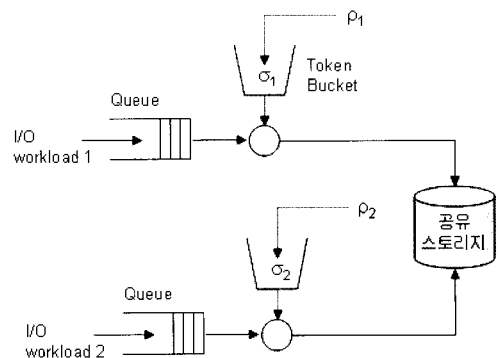 ρ1
σ1
Token
Bucket
Queue
I/O
workload 1
ρ2
공유
스토리지
σ2
Queue
I/O
workload 2